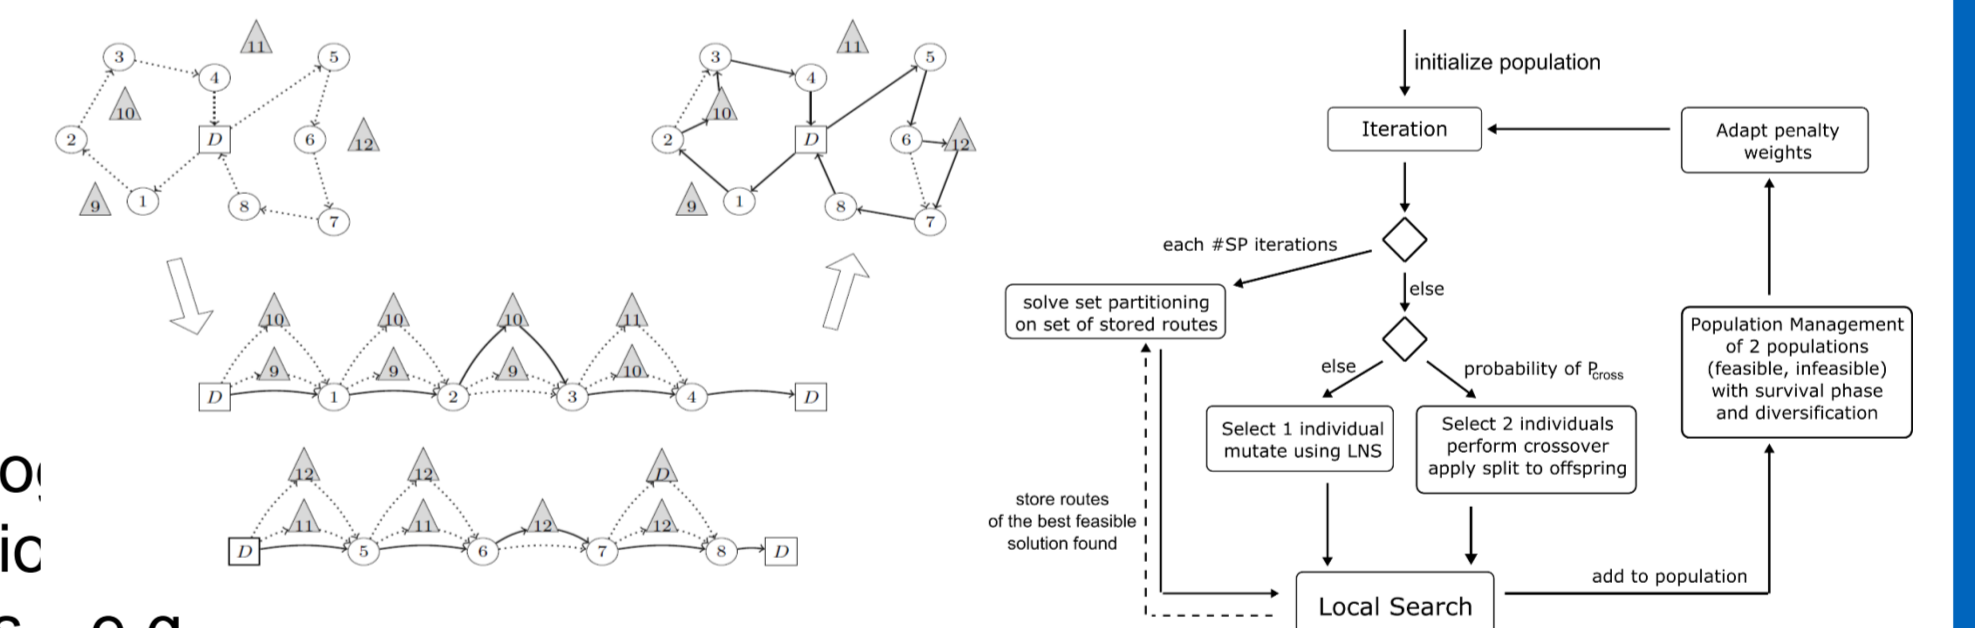 11
3
5
4
10
2
D
6
12
9
1
8
7
11
3
5
4
10
2
D
6
12
9
1
8
7
10
10
10
11
9
9
9
10
D
1
2
3
4
D
12
12
D
11
11
12
12
D
5
6
7
8
D
initialize population
Iteration
Adapt penalty
weights
each #SP iterations
else
solve set partitioning
on set of stored routes
else
probability of Pcross
Select 1 individual
mutate using LNS
Select 2 individuals
perform crossover
apply split to offspring
Population Management
of 2 populations
(feasible, infeasible)
with survival phase
and diversification
store routes
of the best feasible
solution found
add to population
Local Search
e.g.